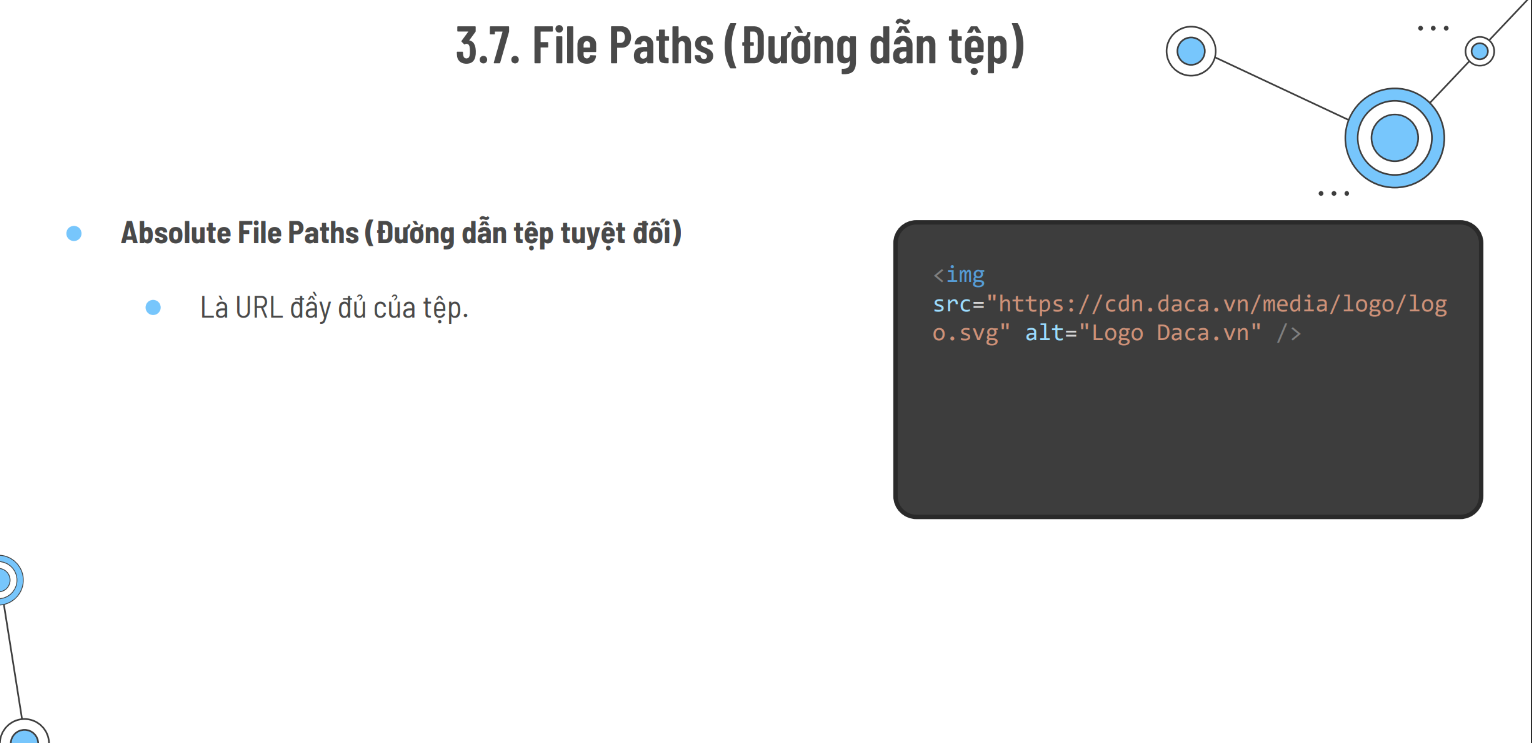 3.7. File Paths (Đường dẫn tệp)
Absolute File Paths (Đường dẫn tệp tuyệt đối)
Là URL đầy đủ của tệp.
<img
src="https://cdn.daca.vn/media/logo/log
o.svg" alt="Logo Daca.vn" />